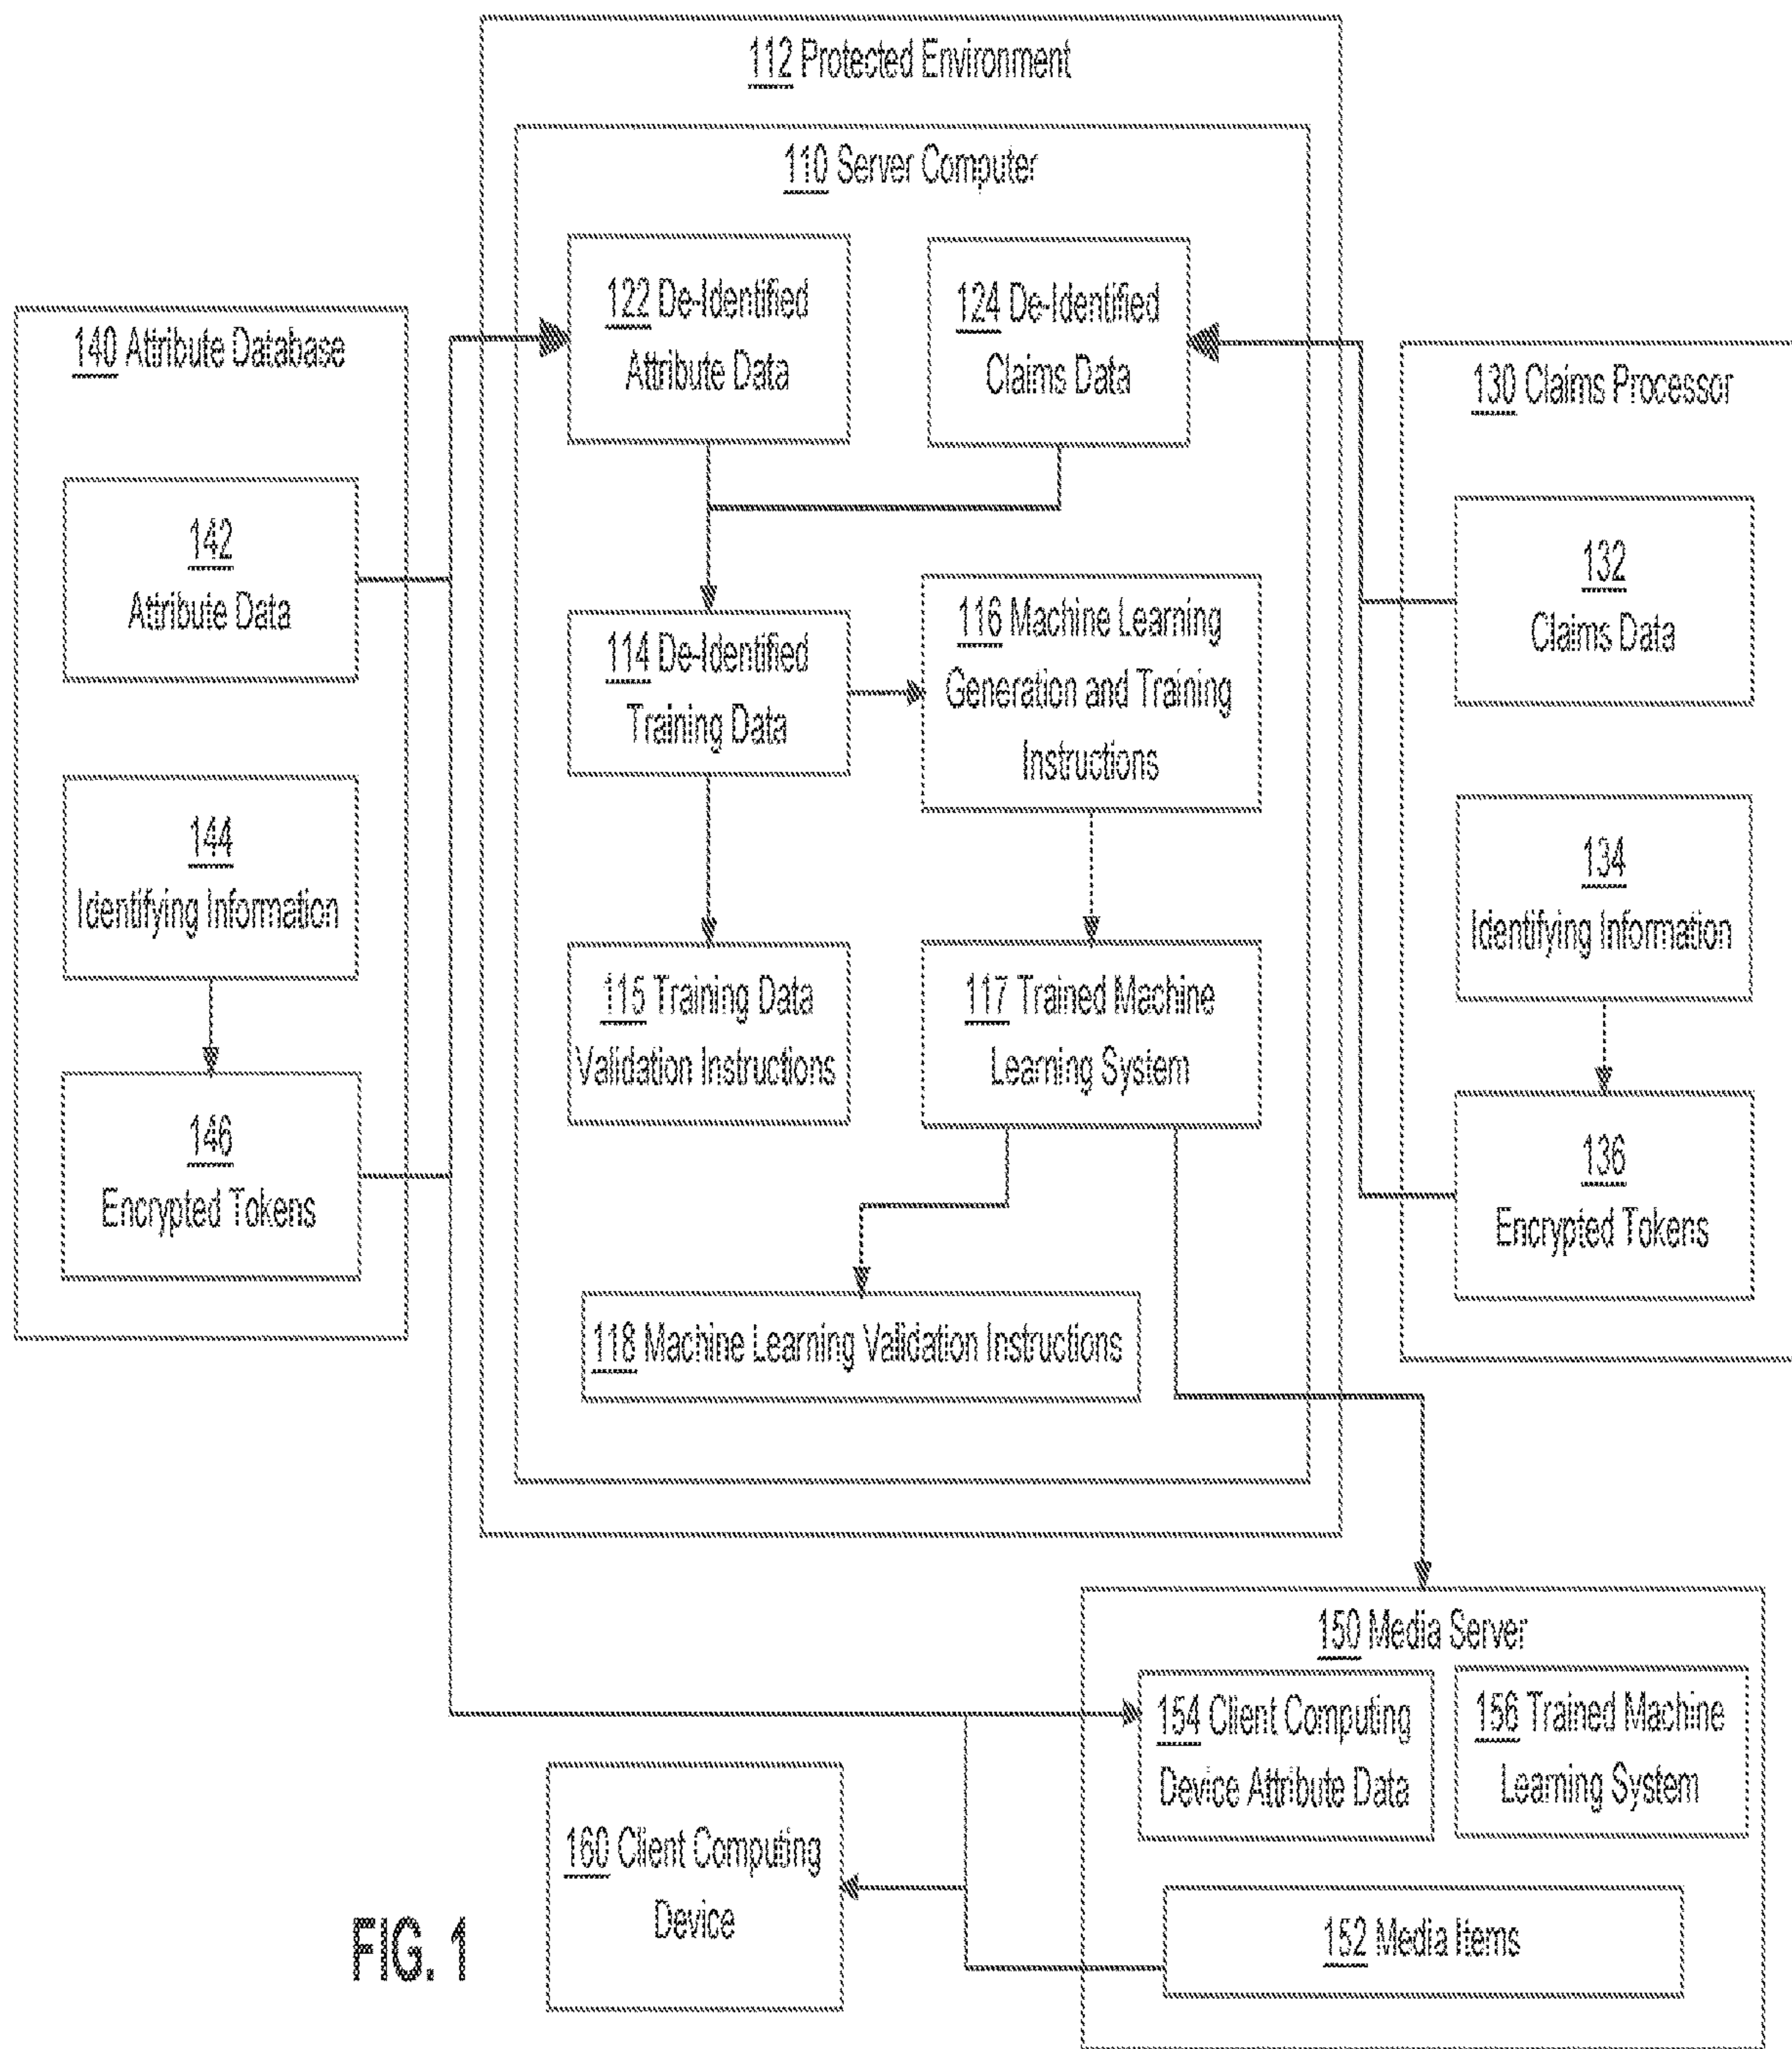 112 Protected Environment
110 Server Computer
122 De-Identified
Attribute Data
124 De-Identified
Claims Data
140 Attribute Database
142
Attribute Data
144
Identifying Information
146
Encrypted Tokens
130 Claims Processor
132
Claims Data
134
Identifying Information
136
Encrypted Tokens
114 De-Identified
Training Data
116 Machine Learning
Generation and Training
Instructions
115 Training Data
Validation Instructions
117 Trained Machine
Learning System
118 Machine Learning Validation Instructions
150 Media Server
154 Client Computing
Device Attribute Data
156 Trained Machine
Learning System
152 Media Items
160 Client Computing
Device
FIG. 1